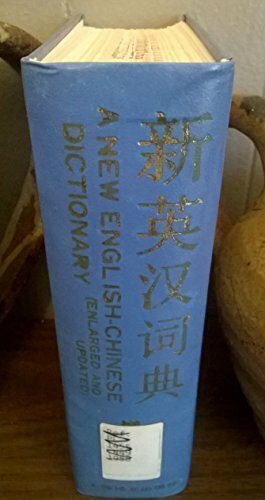 新英汉词典
A NEW ENGLISH-CHINESE
DICTIONARY
(ENLARGED AND
UPDATED)